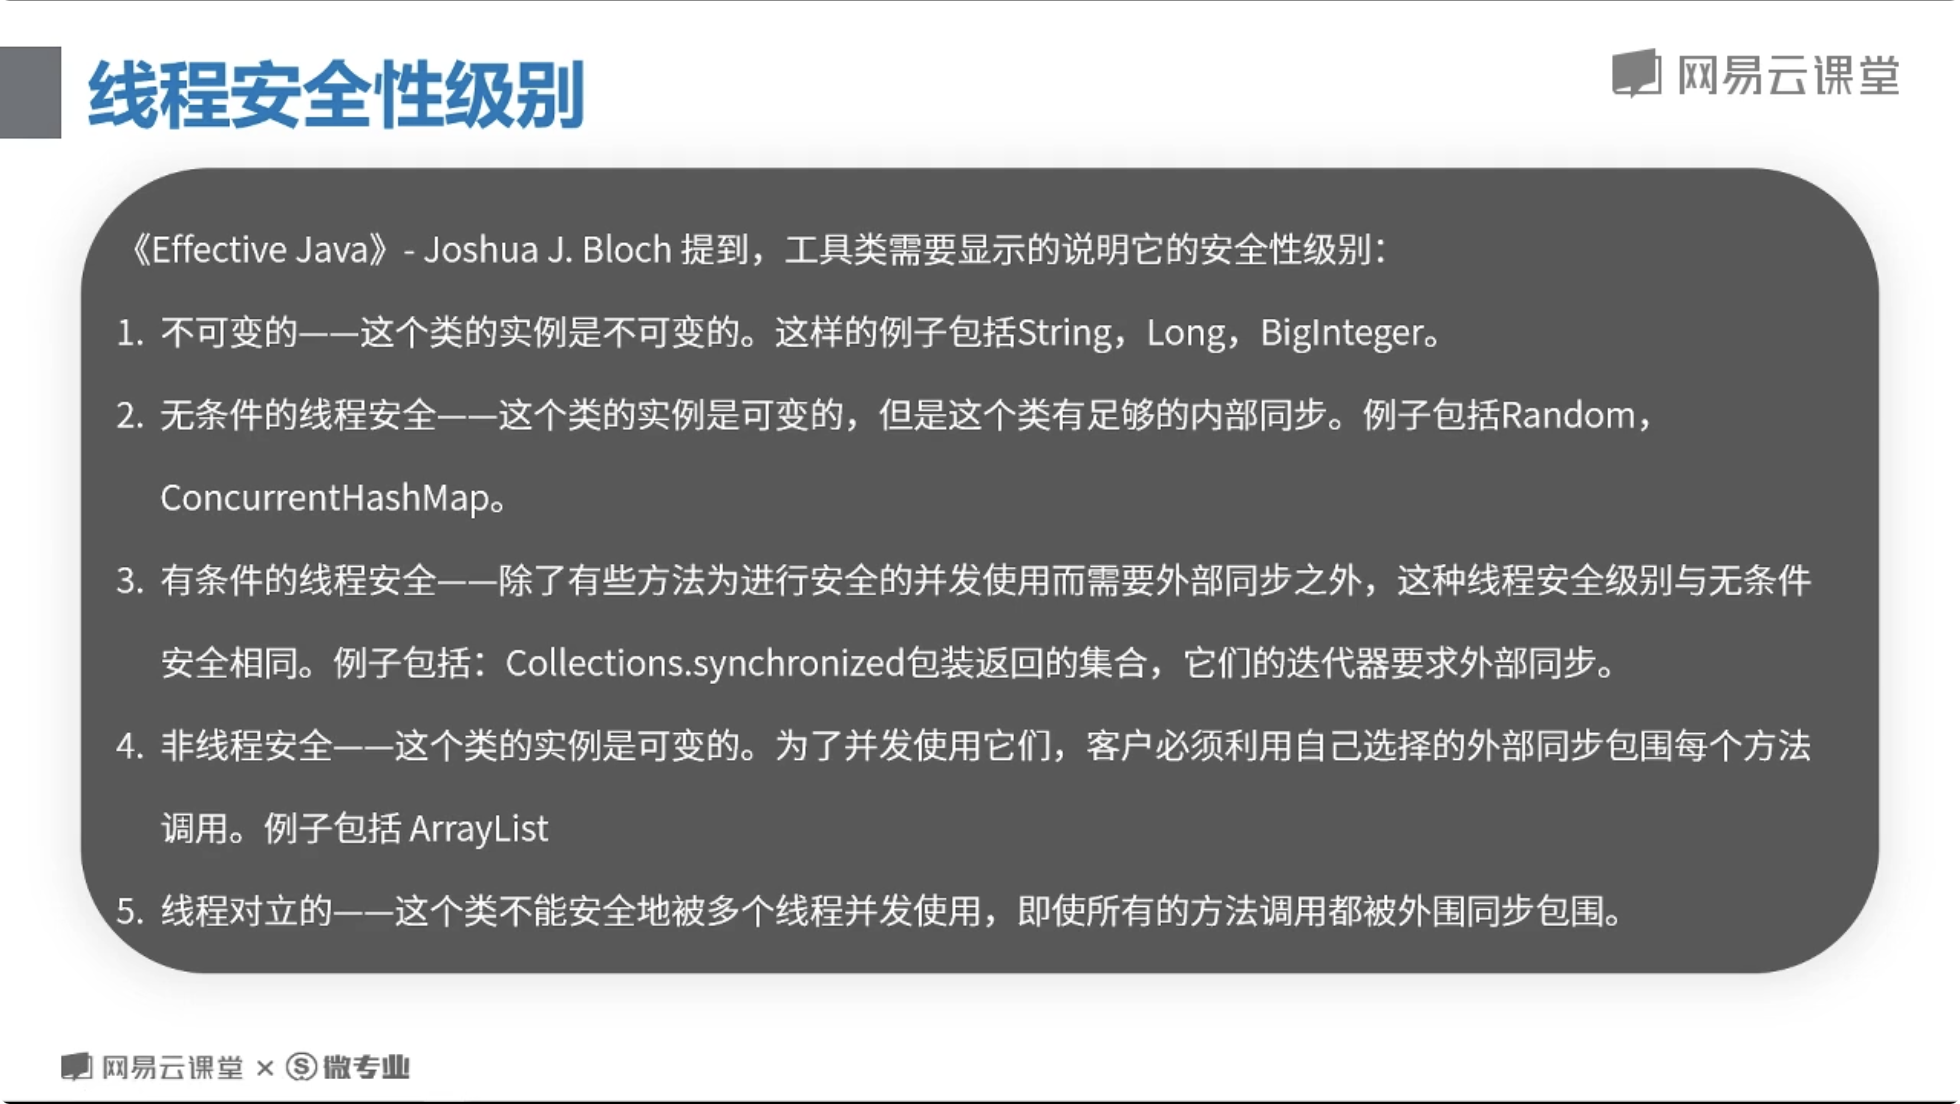 线程安全性级别
网易云课堂
《Effective Java》- Joshua J. Bloch 提到，工具类需要显示的说明它的安全性级别：
1. 不可变的——这个类的实例是不可变的。这样的例子包括String，Long，BigInteger。
2. 无条件的线程安全——这个类的实例是可变的，但是这个类有足够的内部同步。例子包括Random，
ConcurrentHashMap。
3. 有条件的线程安全——除了有些方法为进行安全的并发使用而需要外部同步之外，这种线程安全级别与无条件
安全相同。例子包括：Collections.synchronized包装返回的集合，它们的迭代器要求外部同步。
4. 非线程安全——这个类的实例是可变的。为了并发使用它们，客户必须利用自己选择的外部同步包围每个方法
调用。例子包括 ArrayList
5. 线程对立的——这个类不能安全地被多个线程并发使用，即使所有的方法调用都被外围同步包围。
网易云课堂 × Ⓢ微专业